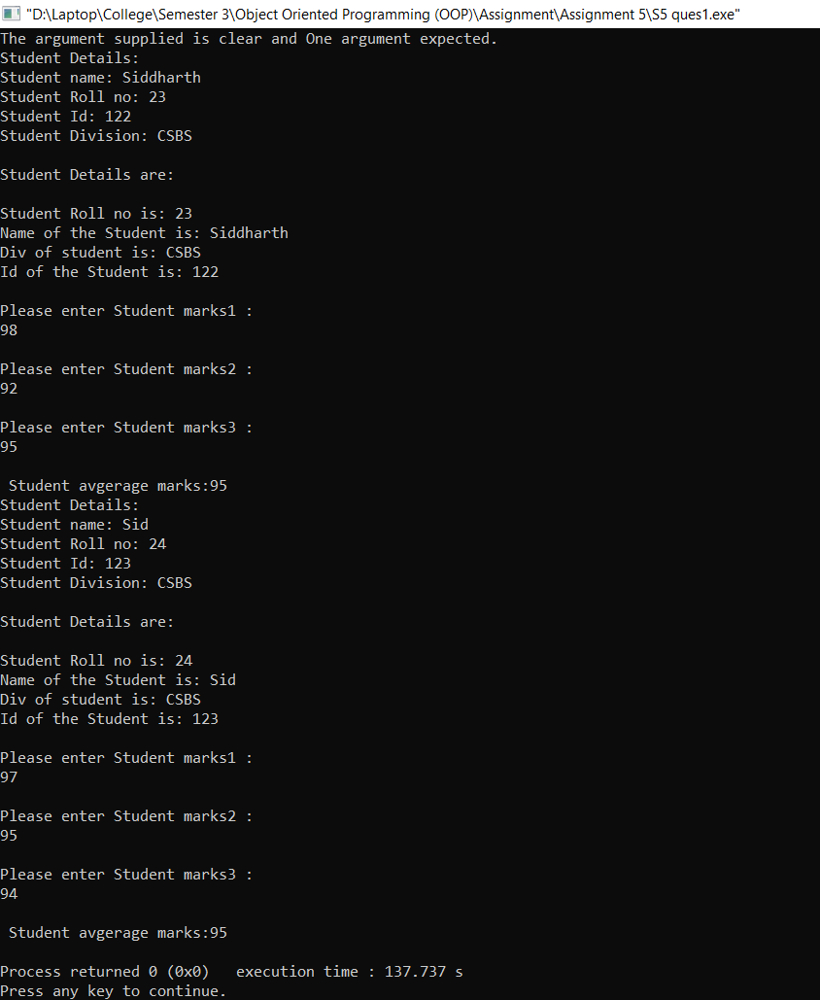 "D:\Laptop\College\Semester 3\Object Oriented Programming (OOP)\Assignment\Assignment 5\S5 ques1.exe"
The argument supplied is clear and One argument expected.
Student Details:
Student name: Siddharth
Student Roll no: 23
Student Id: 122
Student Division: CSBS
Student Details are:
Student Roll no is: 23
Name of the Student is: Siddharth
Div of student is: CSBS
Id of the Student is: 122
Please enter Student marks1 :
98
Please enter Student marks2 :
92
Please enter Student marks3 :
95
Student avgerage marks:95
Student Details:
Student name: Sid
Student Roll no: 24
Student Id: 123
Student Division: CSBS
Student Details are:
Student Roll no is: 24
Name of the Student is: Sid
Div of student is: CSBS
Id of the Student is: 123
Please enter Student marks1 :
97
Please enter Student marks2 :
95
Please enter Student marks3 :
94
Student avgerage marks:95
Process returned 0 (0x0)   execution time : 137.737 s
Press any key to continue.